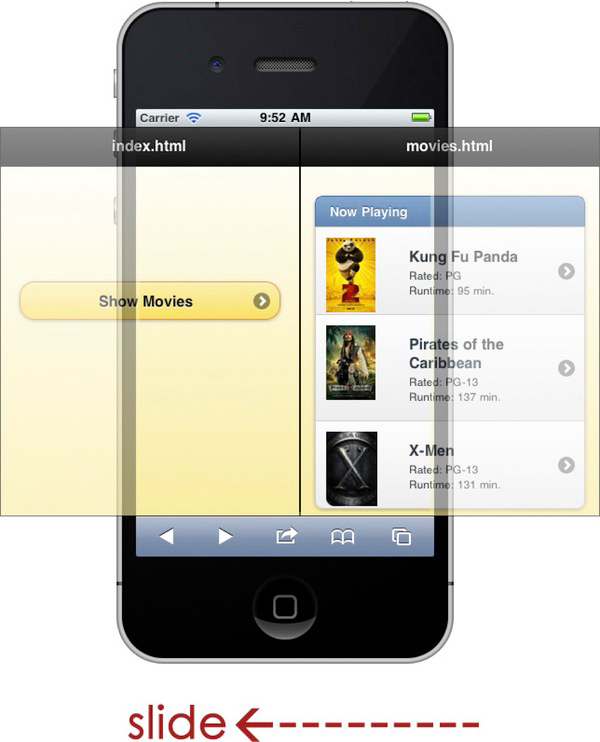 Carrier 9:52 AM
index.html
movies.html
Show Movies
Now Playing
Kung Fu Panda
Rated: PG
Runtime: 95 min.
2
Pirates of the
Caribbean
Rated: PG-13
Runtime: 137 min.
X-Men
Rated: PG-13
Runtime: 131 min.
X
slide